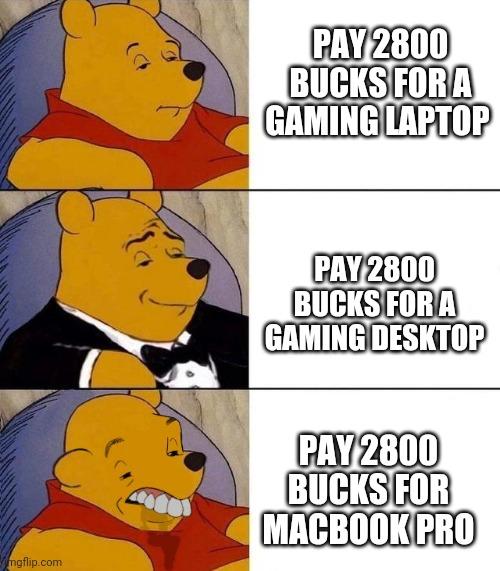 PAY 2800
BUCKS FOR A
GAMING LAPTOP
PAY 2800
BUCKS FOR A
GAMING DESKTOP
PAY 2800
BUCKS FOR
MACBOOK PRO
imgflip.com